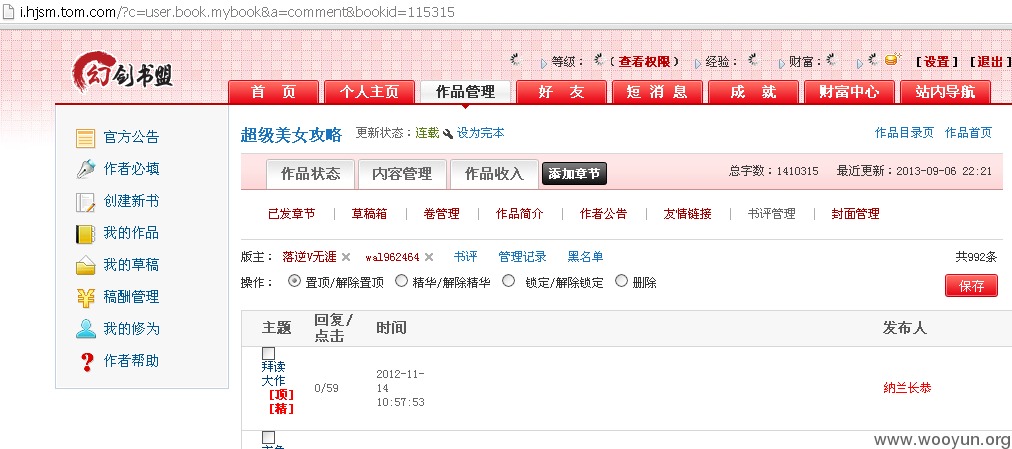 i.hjsm.tom.com/?c=user.book.mybook&a=comment&bookid=115315
幻剑书盟
等级： (查看权限) 经验： 财富： [设置] [退出]
首 页 个人主页 作品管理 好 友 短 消 息 成 就 财富中心 站内导航
官方公告
作者必填
创建新书
我的作品
我的草稿
稿酬管理
我的修为
作者帮助
超级美女攻略 更新状态：连载 设为完本 作品目录页 作品首页
作品状态 内容管理 作品收入 添加章节 总字数：1410315 最近更新：2013-09-06 22:21
已发章节 | 草稿箱 | 卷管理 | 作品简介 | 作者公告 | 友情链接 | 书评管理 | 封面管理
版主： 落逆V无涯 wal962464 书评 管理记录 黑名单 共992条
操作： 置顶/解除置顶 精华/解除精华 锁定/解除锁定 删除 保存
主题 回复/点击 时间 发布人
拜读
大作
[顶]
[精]
0/59
2012-11-
14
10:57:53
纳兰长恭
www.wooyun.org